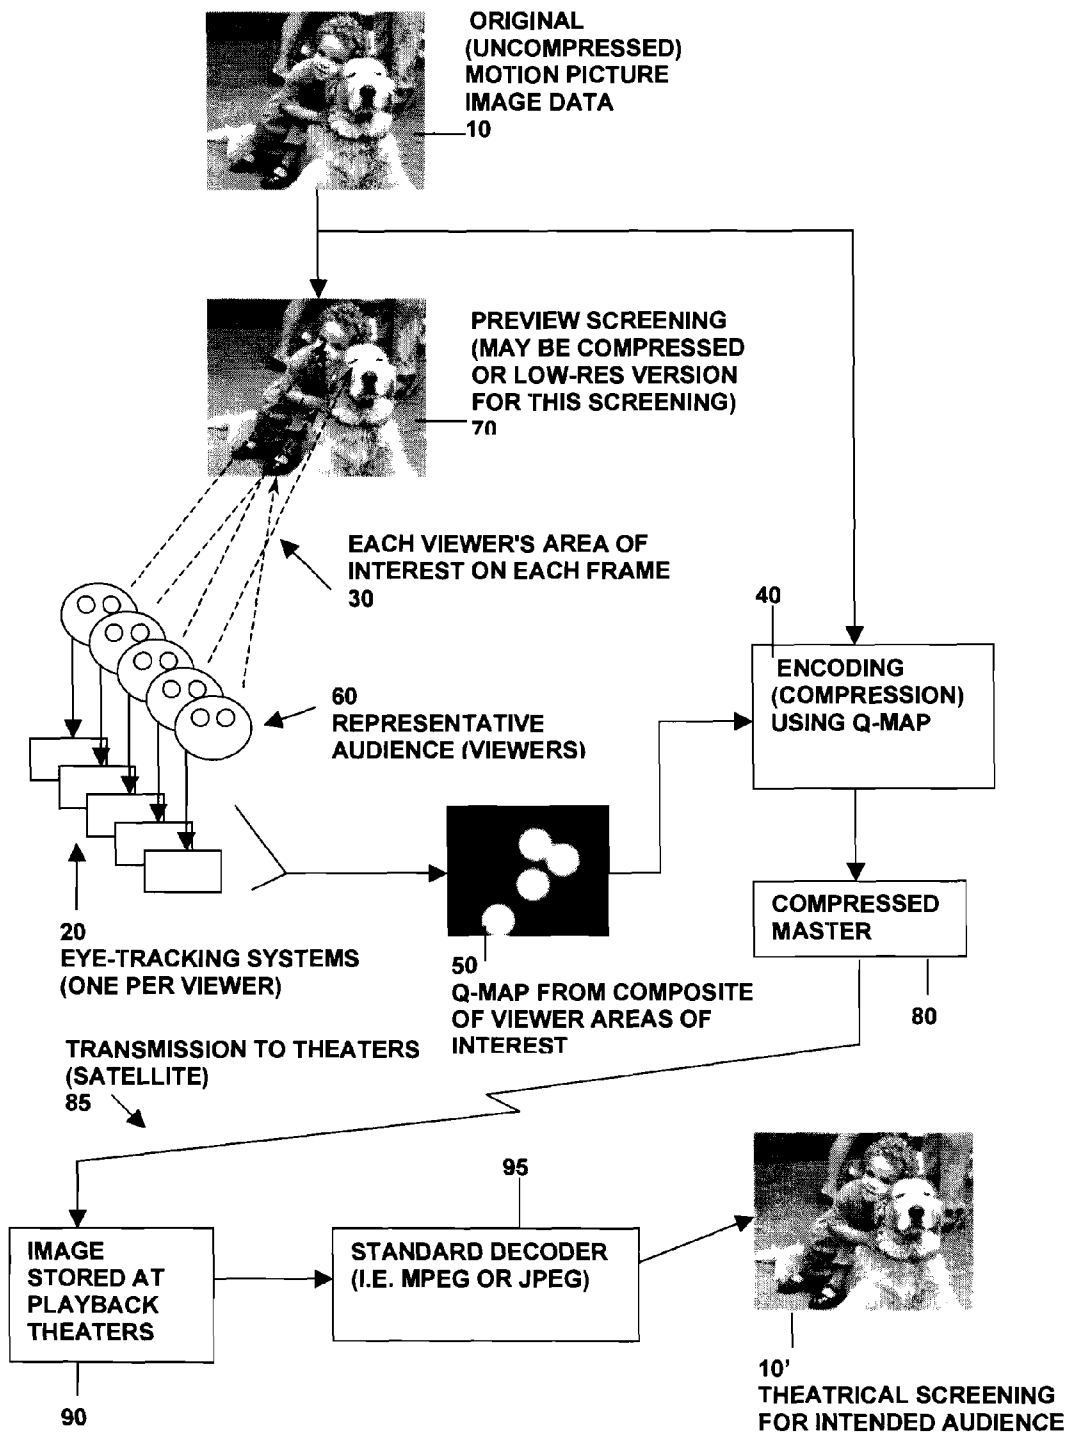 ORIGINAL
(UNCOMPRESSED)
MOTION PICTURE
IMAGE DATA
10
PREVIEW SCREENING
(MAY BE COMPRESSED
OR LOW-RES VERSION
FOR THIS SCREENING)
70
EACH VIEWER'S AREA OF
INTEREST ON EACH FRAME
30
40
ENCODING
(COMPRESSION)
USING Q-MAP
60
REPRESENTATIVE
AUDIENCE (VIEWERS)
20
EYE-TRACKING SYSTEMS
(ONE PER VIEWER)
50
Q-MAP FROM COMPOSITE
OF VIEWER AREAS OF
INTEREST
COMPRESSED
MASTER
80
TRANSMISSION TO THEATERS
(SATELLITE)
85
95
IMAGE
STORED AT
PLAYBACK
THEATERS
90
STANDARD DECODER
(I.E. MPEG OR JPEG)
10'
THEATRICAL SCREENING
FOR INTENDED AUDIENCE